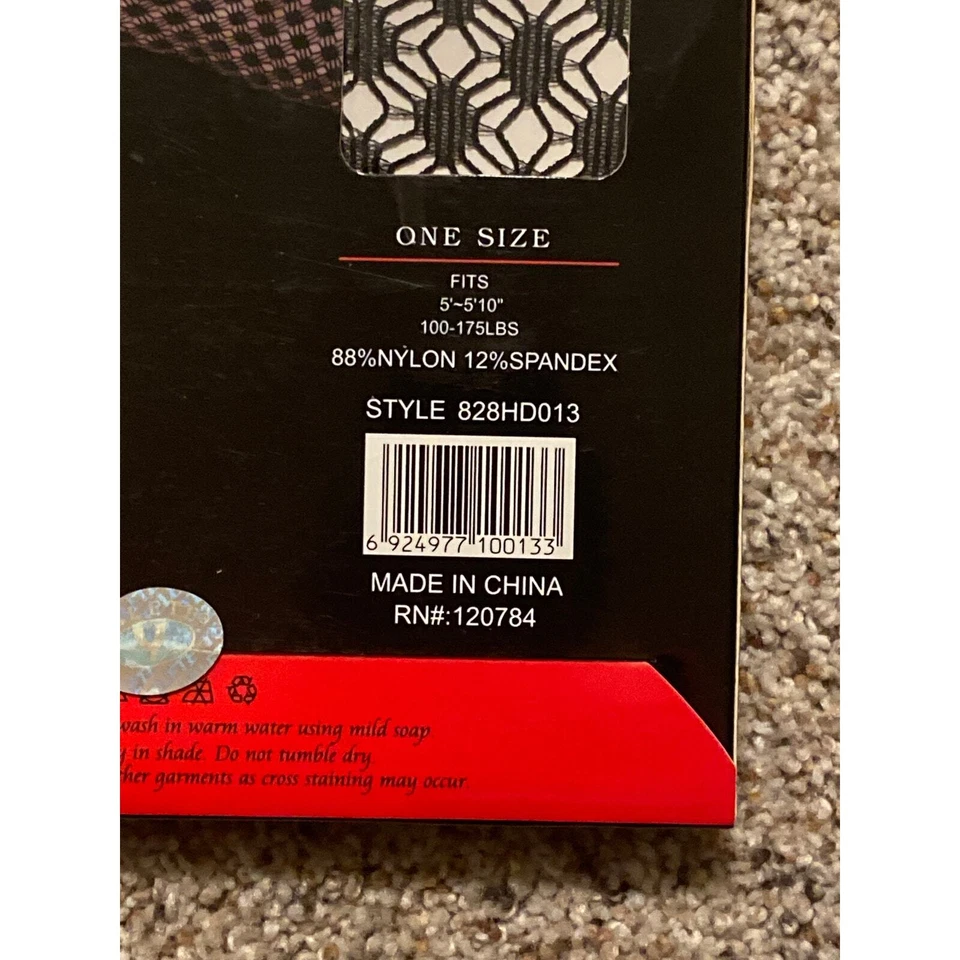 ONE SIZE
FITS
5'~5'10"
100-175LBS
88%NYLON 12%SPANDEX
STYLE 828HD013
6 924977 100133
MADE IN CHINA
RN#:120784
wash in warm water using mild soap
in shade. Do not tumble dry.
her garments as cross staining may occur.